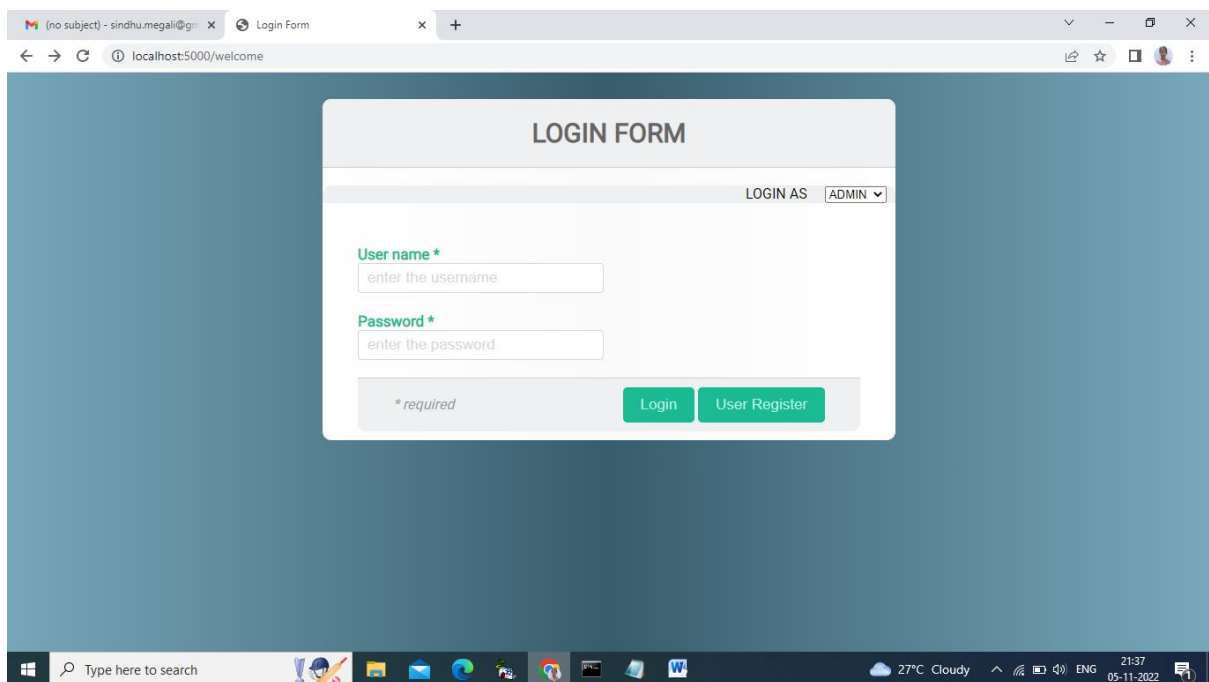 (no subject) - sindhu.megali@gm
Login Form
localhost:5000/welcome
LOGIN FORM
LOGIN AS ADMIN
User name *
enter the username
Password *
enter the password
* required Login User Register
Type here to search
W
27°C Cloudy
ENG
21:37
05-11-2022
1